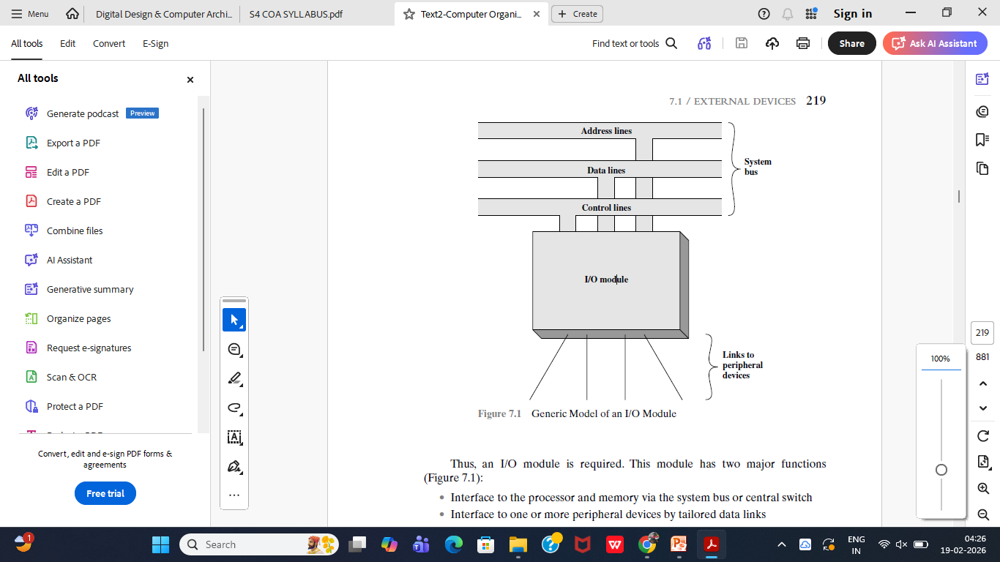 Menu
Digital Design & Computer Archi...
S4 COA SYLLABUS.pdf
Text2-Computer Organi...
Create
Sign in
All tools
Edit
Convert
E-Sign
Find text or tools
Share
Ask AI Assistant
All tools
Generate podcast
Preview
Export a PDF
Edit a PDF
Create a PDF
Combine files
AI Assistant
Generative summary
Organize pages
Request e-signatures
Scan & OCR
Protect a PDF
Convert, edit and e-sign PDF forms &
agreements
Free trial
7.1 / EXTERNAL DEVICES 219
Address lines
Data lines
Control lines
System
bus
I/O module
Links to
peripheral
devices
Figure 7.1 Generic Model of an I/O Module
Thus, an I/O module is required. This module has two major functions
(Figure 7.1):
• Interface to the processor and memory via the system bus or central switch
• Interface to one or more peripheral devices by tailored data links
219
881
100%
1
Search
ENG
IN
04:26
19-02-2026